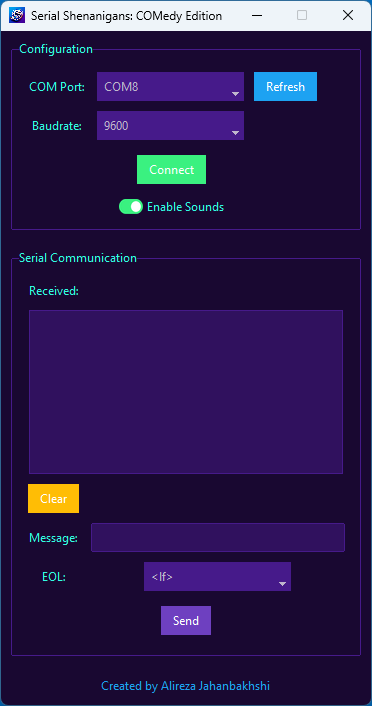 Serial Shenanigans: COMedy Edition
Configuration
COM Port: COM8 Refresh
Baudrate: 9600
Connect
Enable Sounds
Serial Communication
Received:
Clear
Message:
EOL: <lf>
Send
Created by Alireza Jahanbakhshi